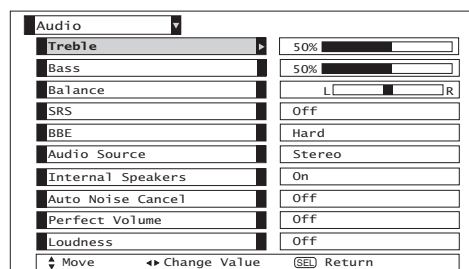 Audio
Treble 50%
Bass 50%
Balance L R
SRS Off
BBE Hard
Audio Source Stereo
Internal Speakers On
Auto Noise Cancel Off
Perfect Volume Off
Loudness Off
Move Change Value SEL Return